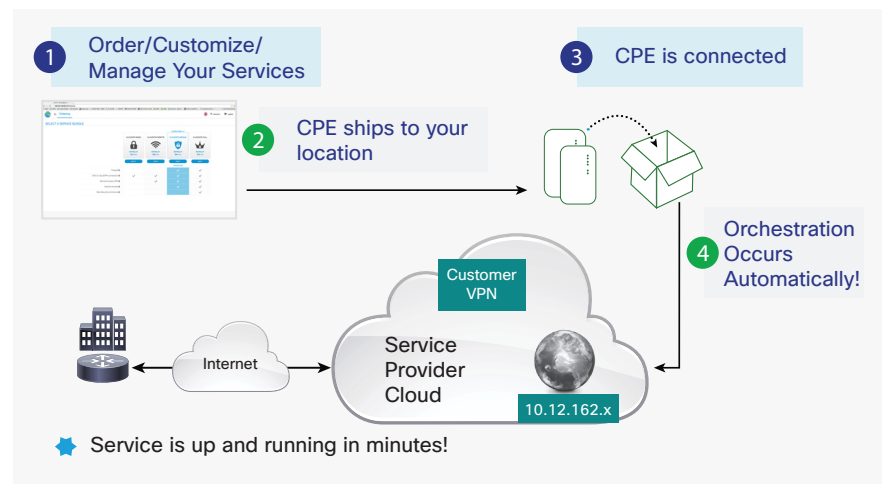 1
Order/Customize/
Manage Your Services
2
CPE ships to your
location
3
CPE is connected
4
Orchestration
Occurs
Automatically!
Customer
VPN
Service
Provider
Cloud
Internet
10.12.162.x
Service is up and running in minutes!